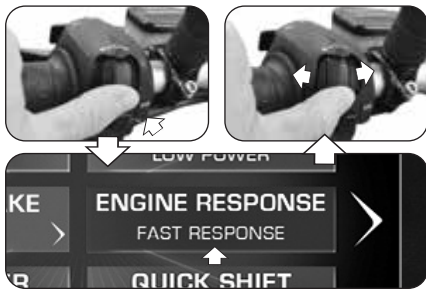 LOW POWER
KE
ENGINE RESPONSE
FAST RESPONSE
QUICK SHIFT